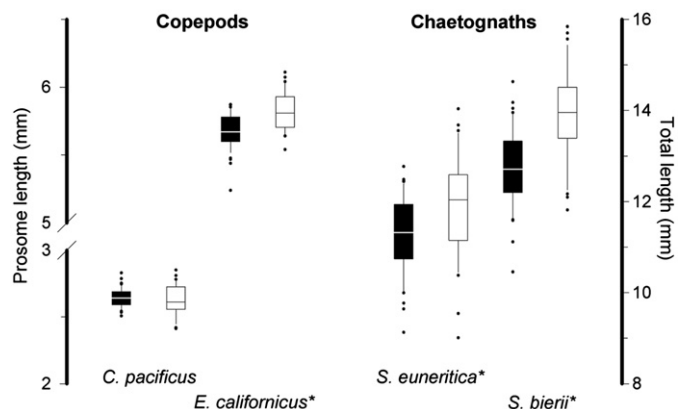 Copepods
Chaetognaths
Prosome length (mm)
6
5
3
2
C. pacificus
E. californicus*
S. euneritica*
S. bierii*
16
14
12
10
8
Total length (mm)